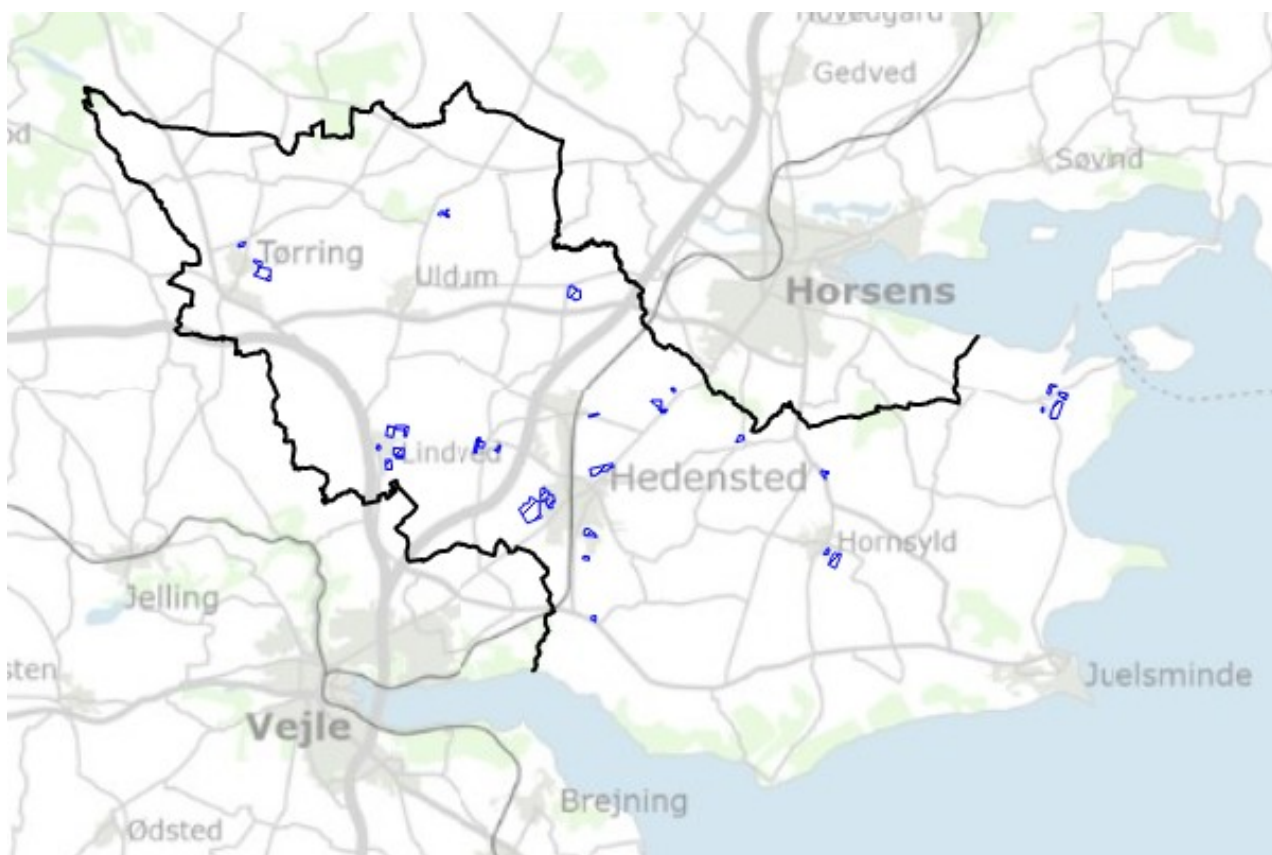 Gedved
Søvind
Tørring
Uldum
Horsens
Lindved
Hedensted
Hornsyld
Jelling
Juelsminde
Vejle
Brejning
Ødsted